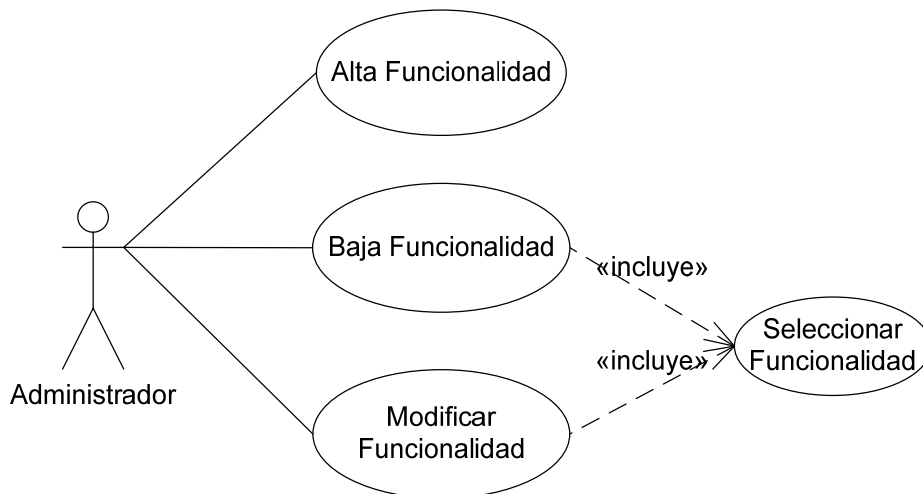 Alta Funcionalidad
Baja Funcionalidad
«incluye»
Seleccionar
Funcionalidad
«incluye»
Administrador
Modificar
Funcionalidad